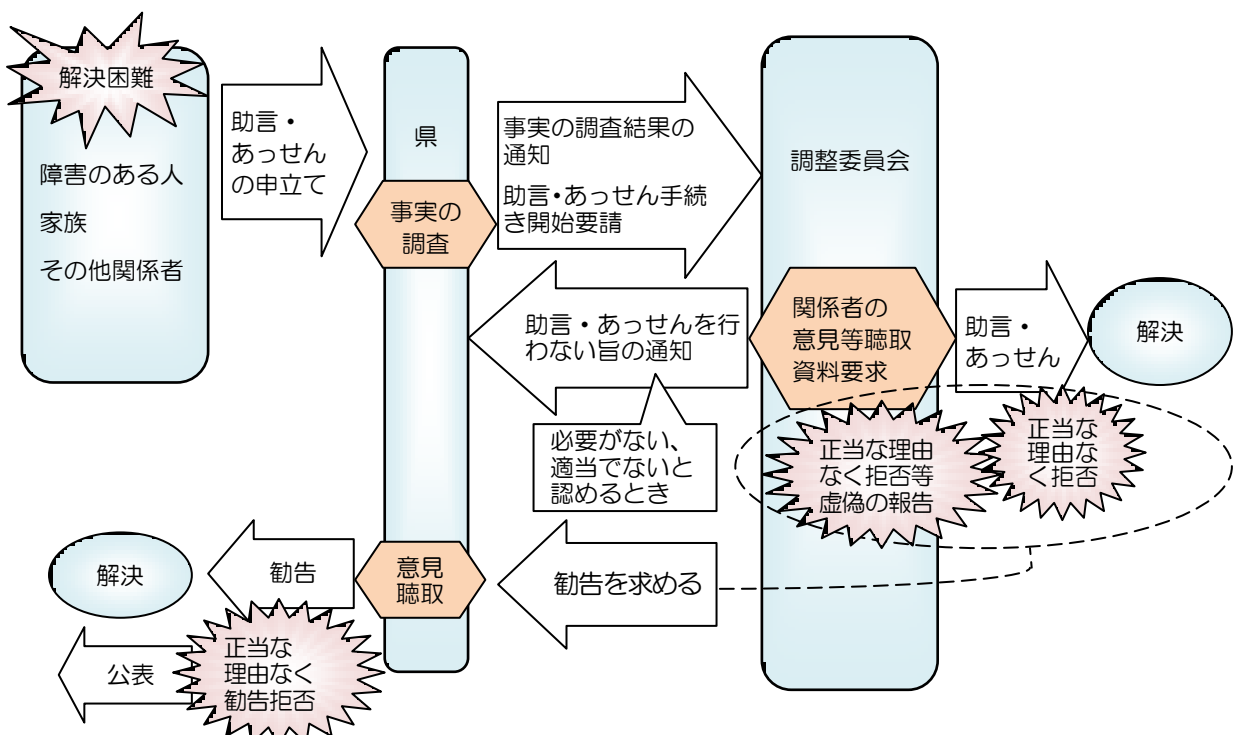 解決困難
障害のある人
家族
その他関係者
助言・
あっせん
の申立て
県
事実の
調査
事実の調査結果の
通知
助言・あっせん手続
き開始要請
調整委員会
関係者の
意見等聴取
資料要求
助言・
あっせん
解決
助言・あっせんを行
わない旨の通知
必要がない、
適当でないと
認めるとき
正当な理由
なく拒否等
虚偽の報告
正当な
理由な
く拒否
勧告を求める
意見
聴取
勧告
解決
正当な
理由なく
勧告拒否
公表